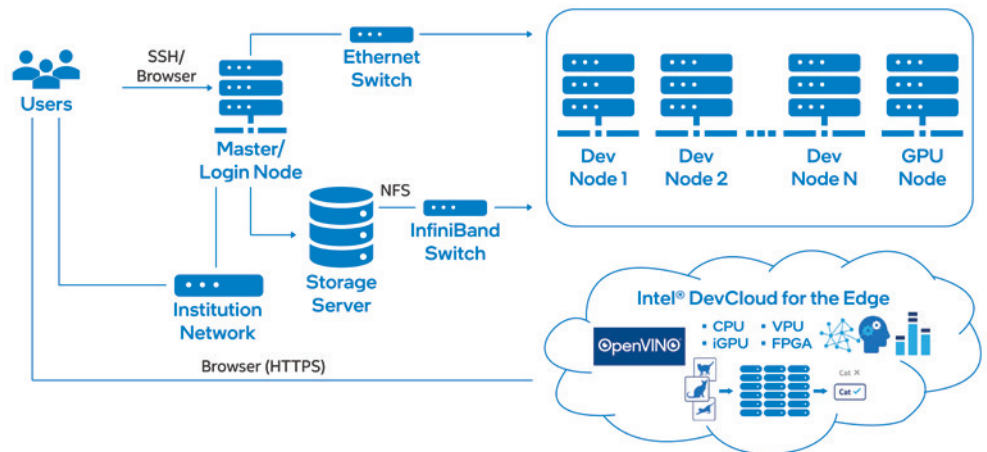 Users
SSH/
Browser
Master/
Login Node
Ethernet
Switch
Dev
Node 1
Dev
Node 2
Dev
Node N
GPU
Node
NFS
InfiniBand
Switch
Storage
Server
Institution
Network
Browser (HTTPS)
Intel® DevCloud for the Edge
OpenVINO
▪ CPU ▪ VPU
▪ iGPU ▪ FPGA
Cat ✕
Cat ✓